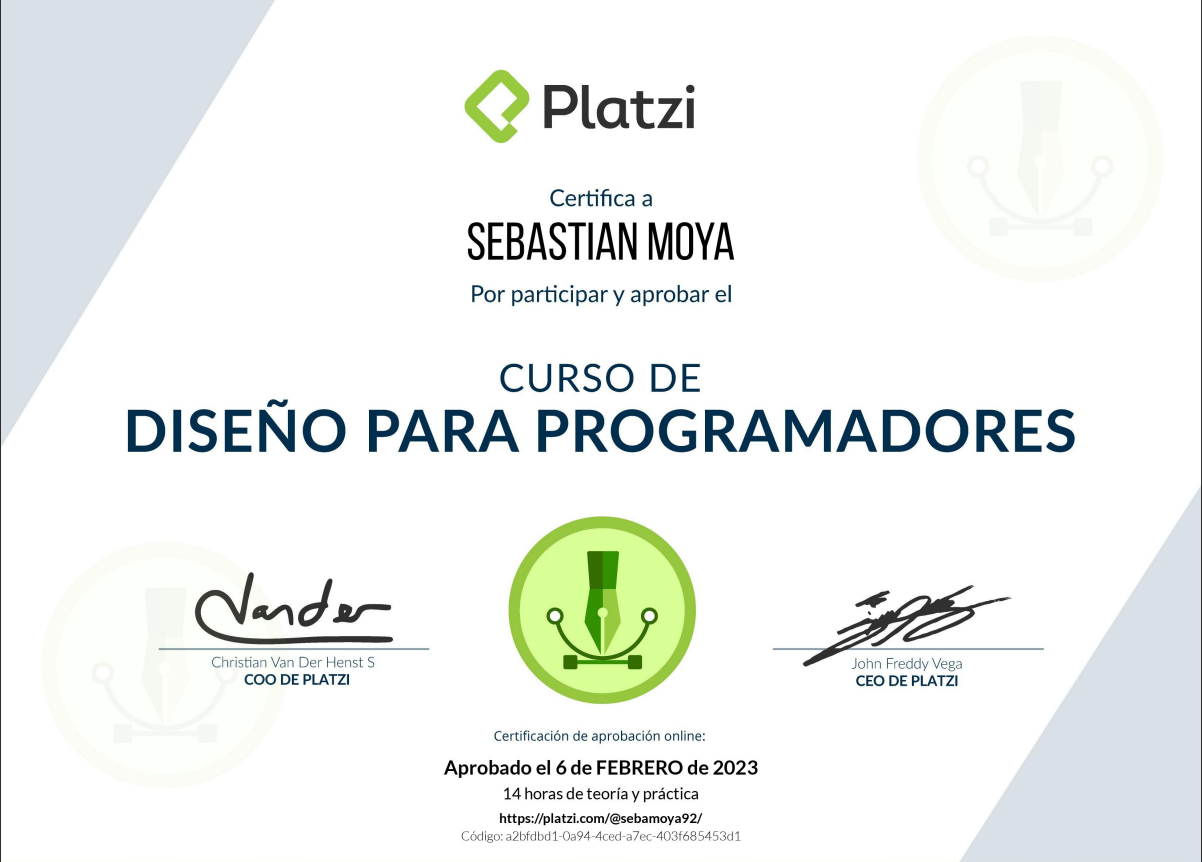 Platzi
Certifica a
SEBASTIAN MOYA
Por participar y aprobar el
CURSO DE
DISEÑO PARA PROGRAMADORES
Vander
Christian Van Der Henst S
COO DE PLATZI
John Freddy Vega
CEO DE PLATZI
Certificación de aprobación online:
Aprobado el 6 de FEBRERO de 2023
14 horas de teoría y práctica
https://platzi.com/@sebamoya92/
Código: a2bfdbd1-0a94-4ced-a7ec-403f685453d1